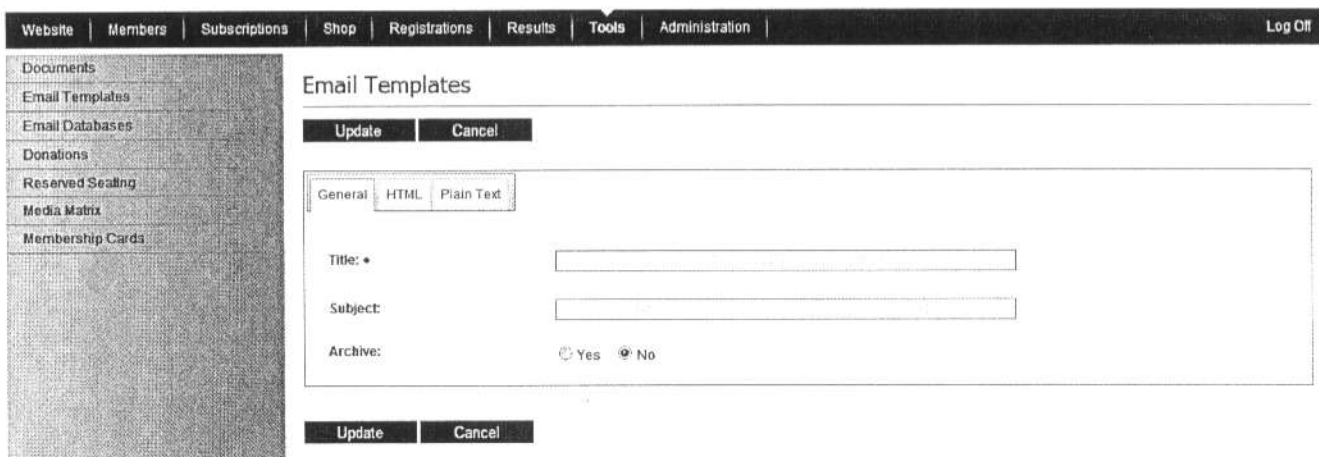 Website | Members | Subscriptions | Shop | Registrations | Results | Tools | Administration | Log Off
Documents
Email Templates
Email Databases
Donations
Reserved Seating
Media Matrix
Membership Cards
Email Templates
Update Cancel
General HTML Plain Text
Title: •
Subject:
Archive: Yes No
Update Cancel